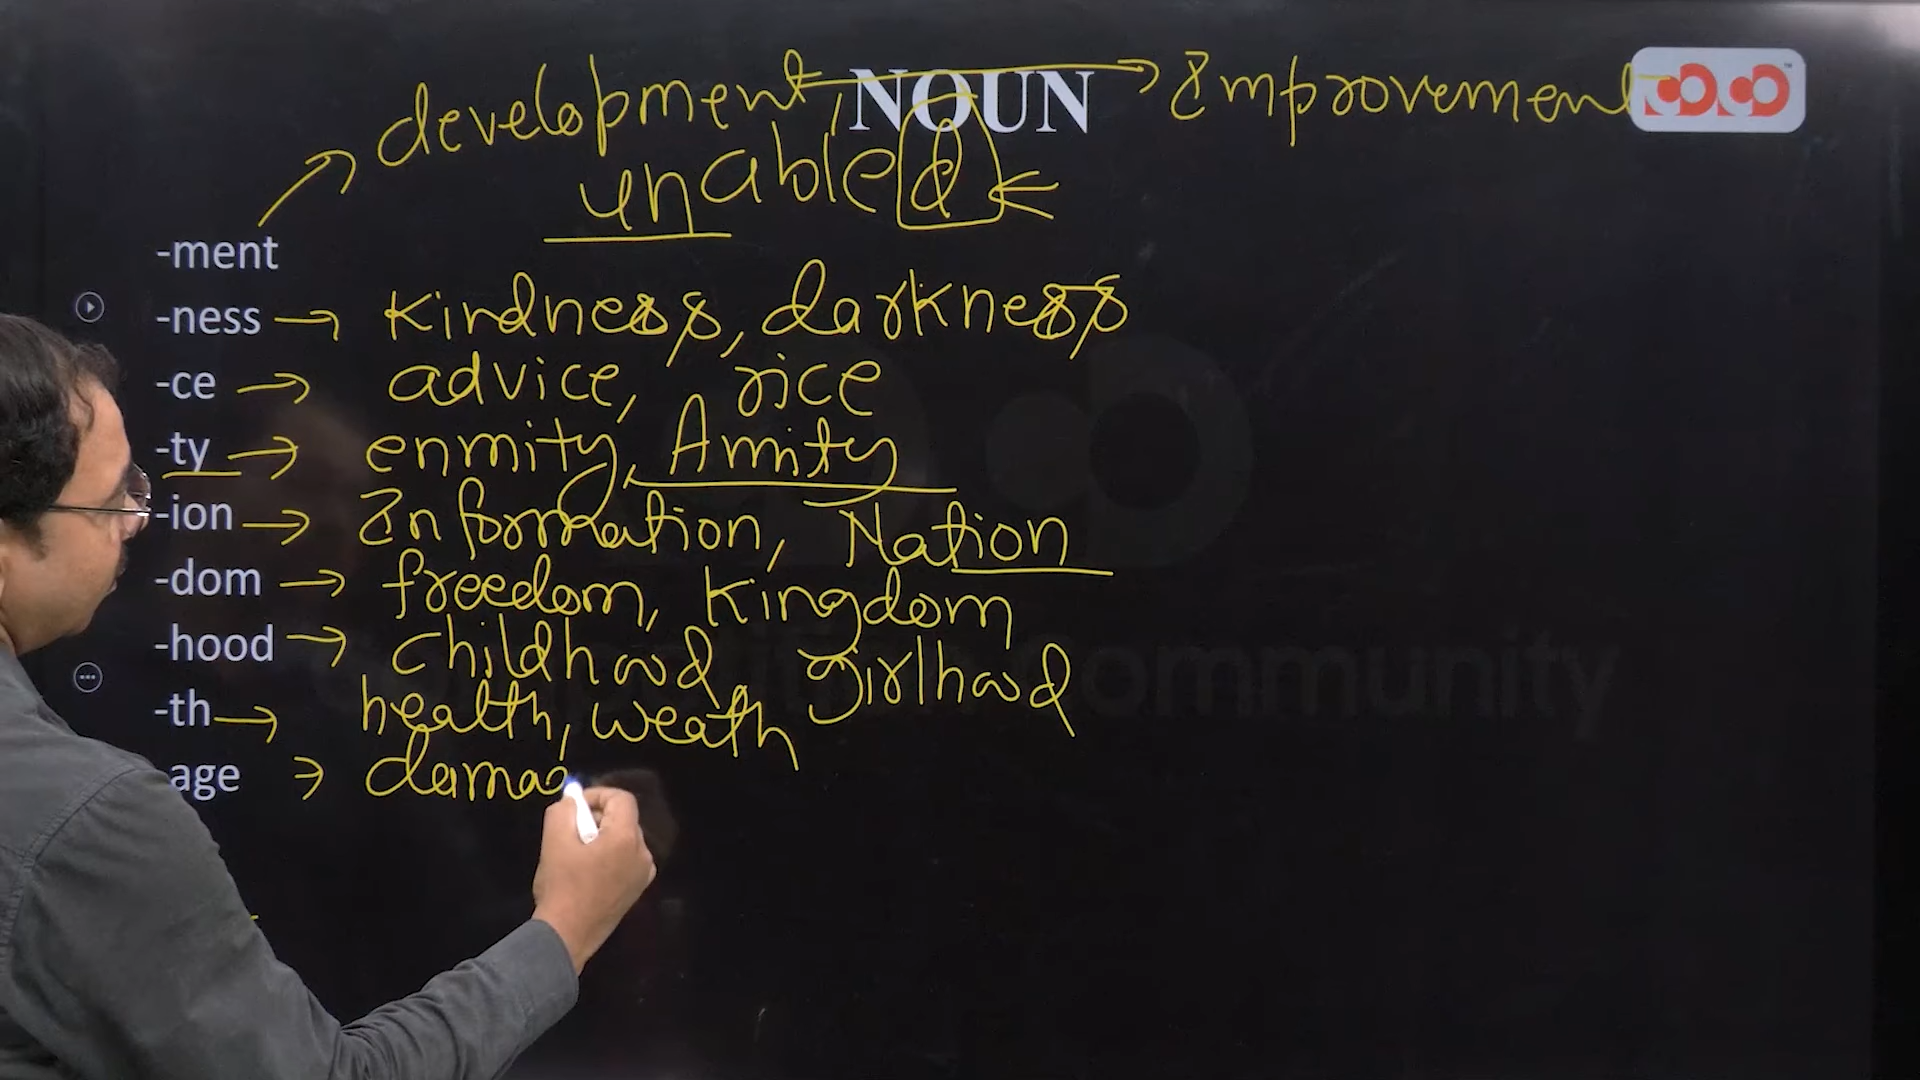 development, NOUN → Improvement
unabled ←
-ment
-ness → kindness, darkness
-ce → advice, rice
-ty → enmity, Amity
-ion → Information, Nation
-dom → freedom, kingdom
-hood → childhood, girlhood
-th → health, weath
age → damag
Community